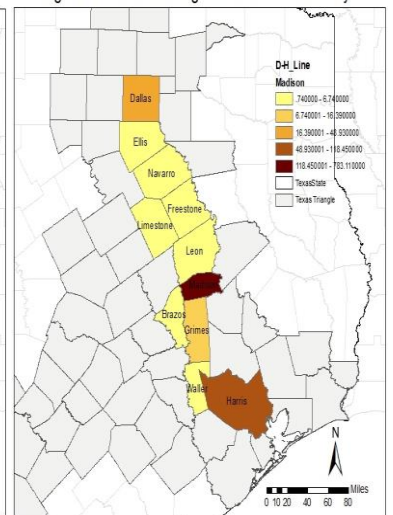 D-H_Line
Madison
.740000 - 6.740000
6.740001 - 16.390000
16.390001 - 48.930000
48.930001 - 118.450000
118.450001 - 783.110000
TexasState
Texas Triangle
Dallas
Ellis
Navarro
Freestone
Limestone
Leon
Brazos
Grimes
Waller
Harris
N
Miles
0 10 20 40 60 80